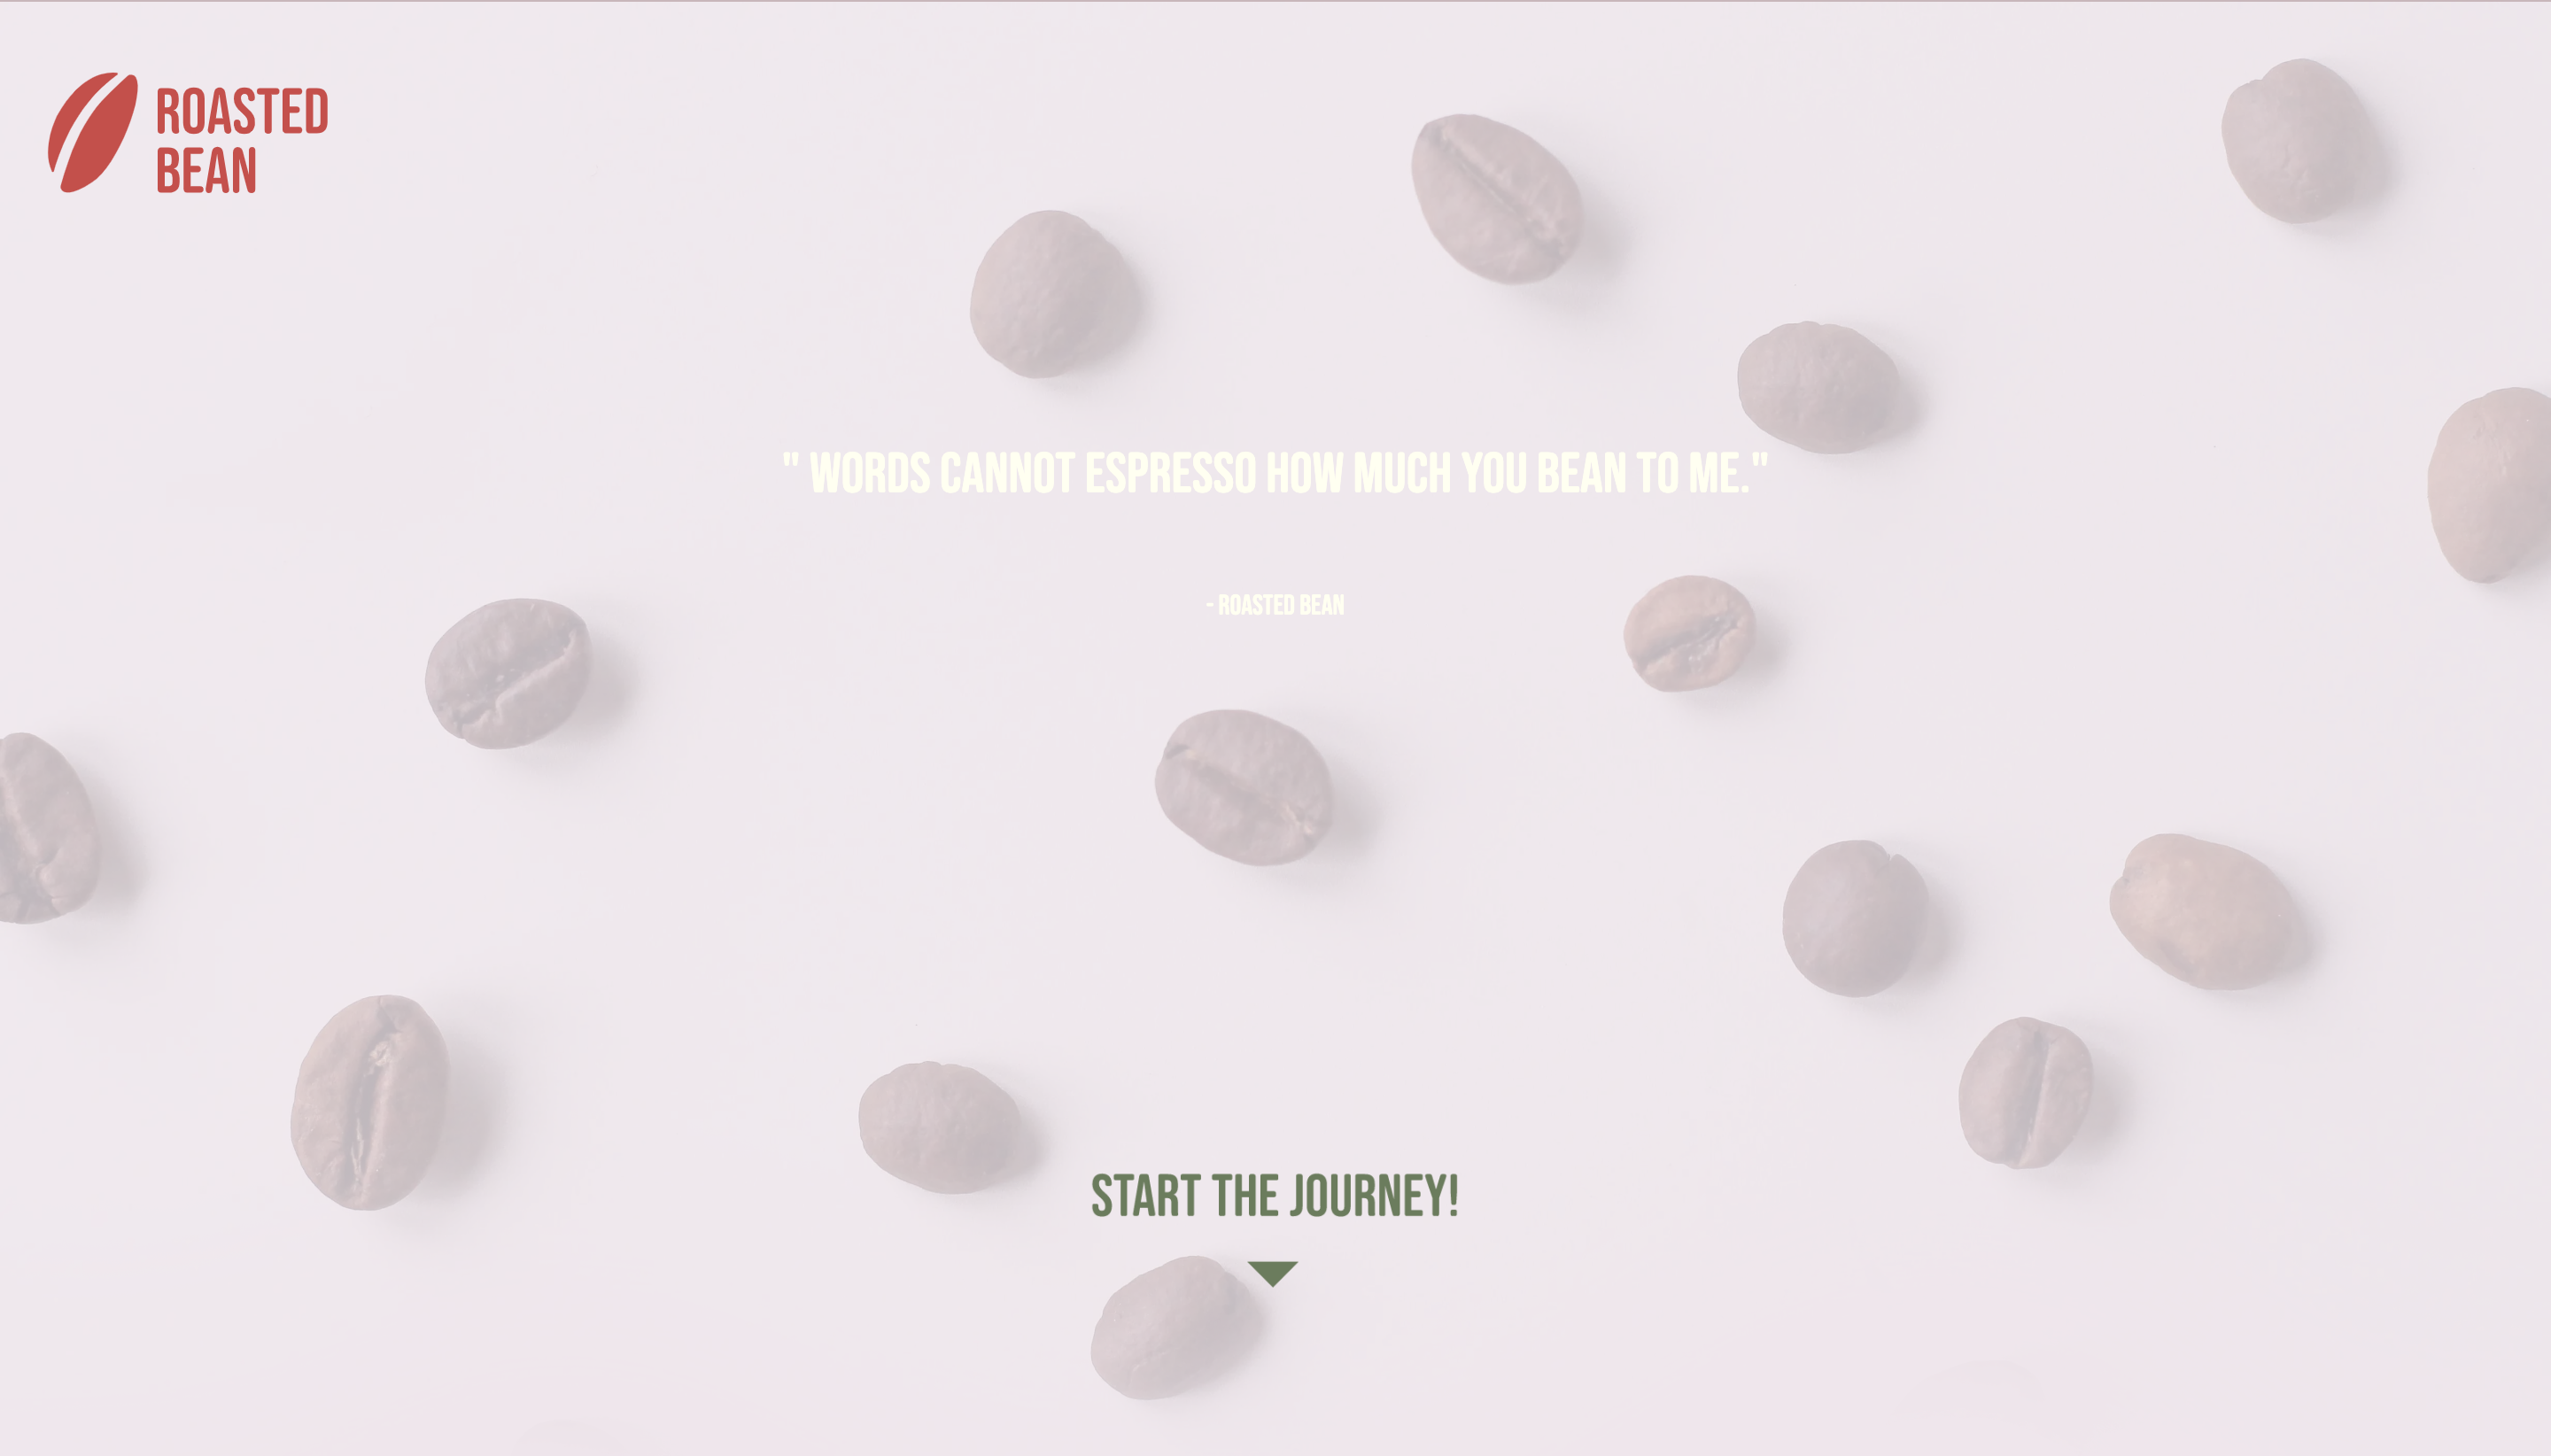 ROASTED
BEAN
" WORDS CANNOT ESPRESSO HOW MUCH YOU BEAN TO ME."
- ROASTED BEAN
START THE JOURNEY!